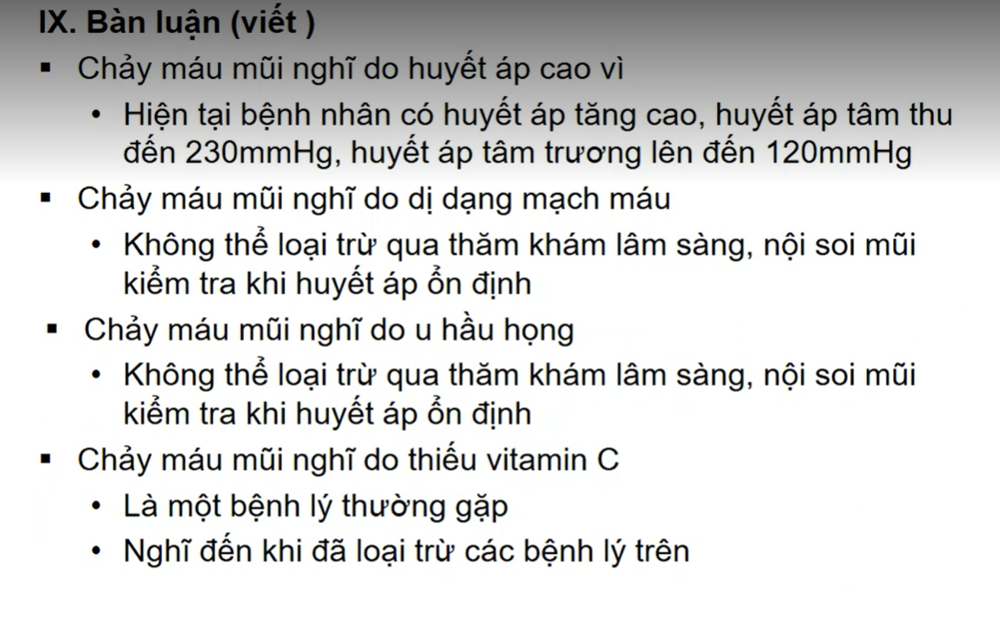 IX. Bàn luận (viết )
▪ Chảy máu mũi nghĩ do huyết áp cao vì
• Hiện tại bệnh nhân có huyết áp tăng cao, huyết áp tâm thu
đến 230mmHg, huyết áp tâm trương lên đến 120mmHg
▪ Chảy máu mũi nghĩ do dị dạng mạch máu
• Không thể loại trừ qua thăm khám lâm sàng, nội soi mũi
kiểm tra khi huyết áp ổn định
▪ Chảy máu mũi nghĩ do u hầu họng
• Không thể loại trừ qua thăm khám lâm sàng, nội soi mũi
kiểm tra khi huyết áp ổn định
▪ Chảy máu mũi nghĩ do thiếu vitamin C
• Là một bệnh lý thường gặp
• Nghĩ đến khi đã loại trừ các bệnh lý trên